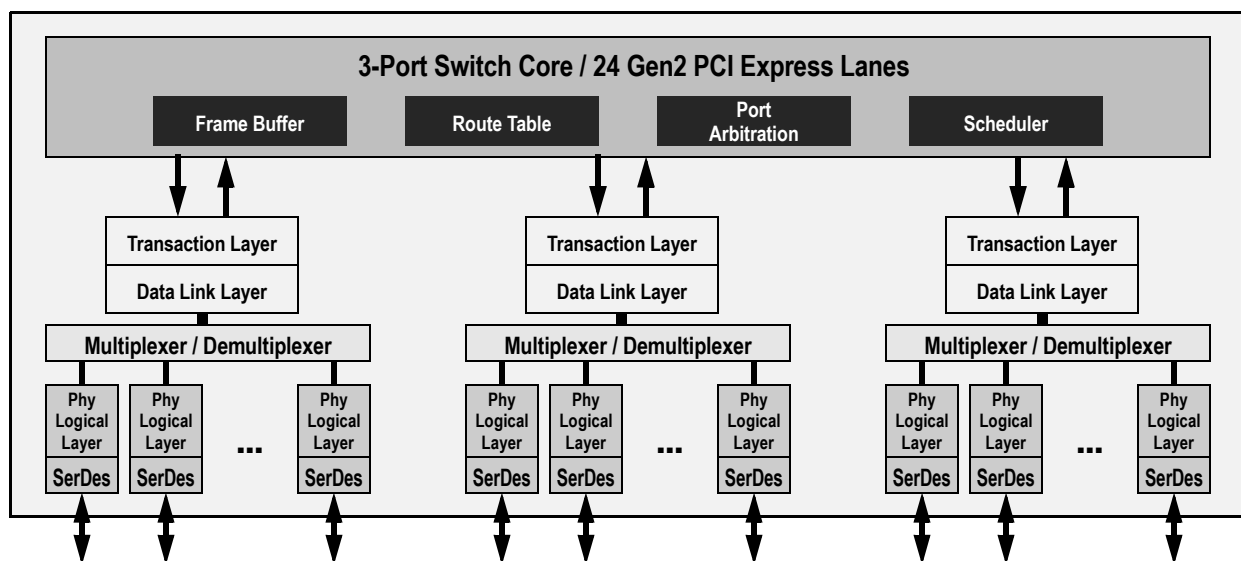 3-Port Switch Core / 24 Gen2 PCI Express Lanes
Frame Buffer
Route Table
Port
Arbitration
Scheduler
Transaction Layer
Data Link Layer
Multiplexer / Demultiplexer
Phy
Logical
Layer
SerDes
Phy
Logical
Layer
SerDes
...
Phy
Logical
Layer
SerDes
Transaction Layer
Data Link Layer
Multiplexer / Demultiplexer
Phy
Logical
Layer
SerDes
Phy
Logical
Layer
SerDes
...
Phy
Logical
Layer
SerDes
Transaction Layer
Data Link Layer
Multiplexer / Demultiplexer
Phy
Logical
Layer
SerDes
Phy
Logical
Layer
SerDes
...
Phy
Logical
Layer
SerDes